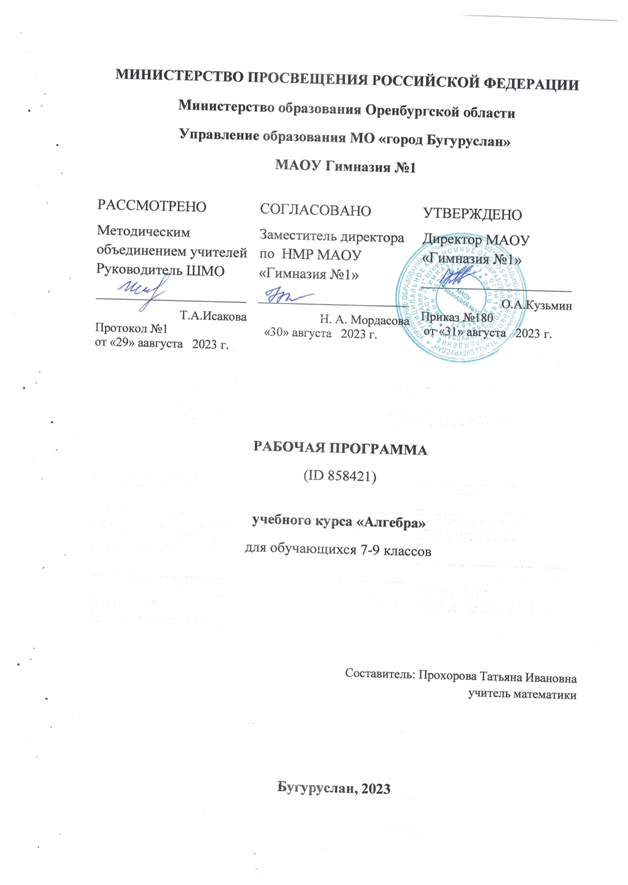 МИНИСТЕРСТВО ПРОСВЕЩЕНИЯ РОССИЙСКОЙ ФЕДЕРАЦИИ
Министерство образования Оренбургской области
Управление образования МО «город Бугуруслан»
МАОУ Гимназия №1
РАССМОТРЕНО
Методическим
объединением учителей
Руководитель ШМО
Т.А.Исакова
Протокол №1
от «29» аавгуста 2023 г.
СОГЛАСОВАНО
Заместитель директора
по НМР МАОУ
«Гимназия №1»
Н. А. Мордасова
«30» августа 2023 г.
УТВЕРЖДЕНО
Директор МАОУ
«Гимназия №1»
О.А.Кузьмин
Приказ №180
от «31» августа 2023 г.
РАБОЧАЯ ПРОГРАММА
(ID 858421)
учебного курса «Алгебра»
для обучающихся 7-9 классов
Составитель: Прохорова Татьяна Ивановна
учитель математики
Бугуруслан, 2023